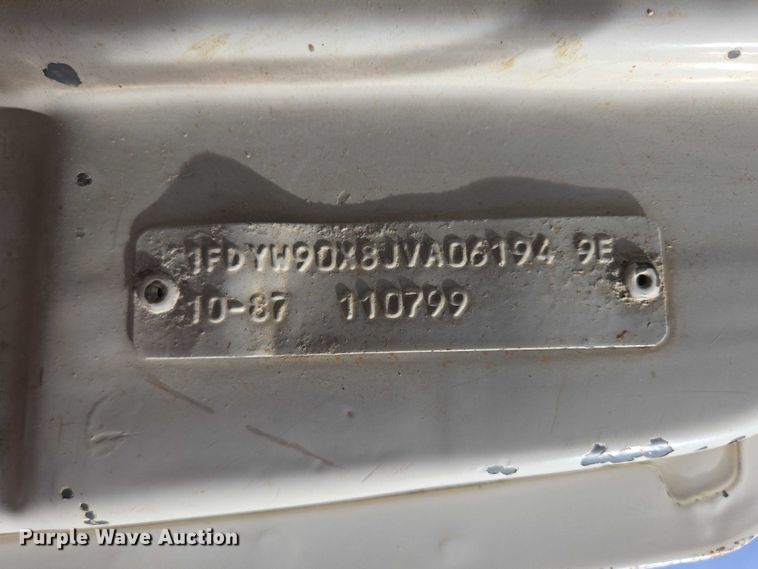 1FDYW90X8JVA06194 9E
10-87 110799
Purple Wave Auction